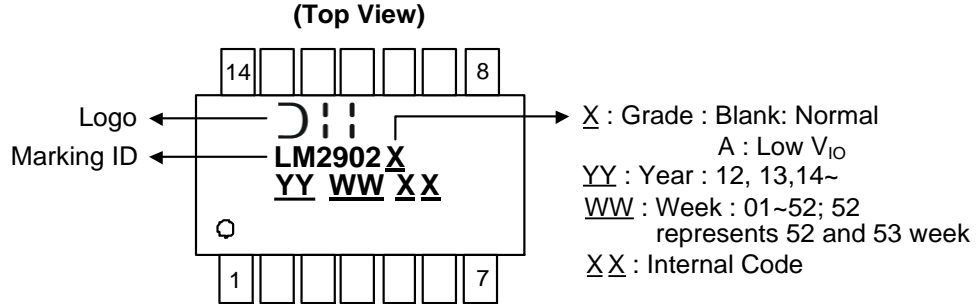 (Top View)
14 8
Logo
Marking ID
LM2902 X
YY WW X X
1 7
X : Grade : Blank: Normal
A : Low VIO
YY : Year : 12, 13,14~
WW : Week : 01~52; 52
represents 52 and 53 week
X X : Internal Code